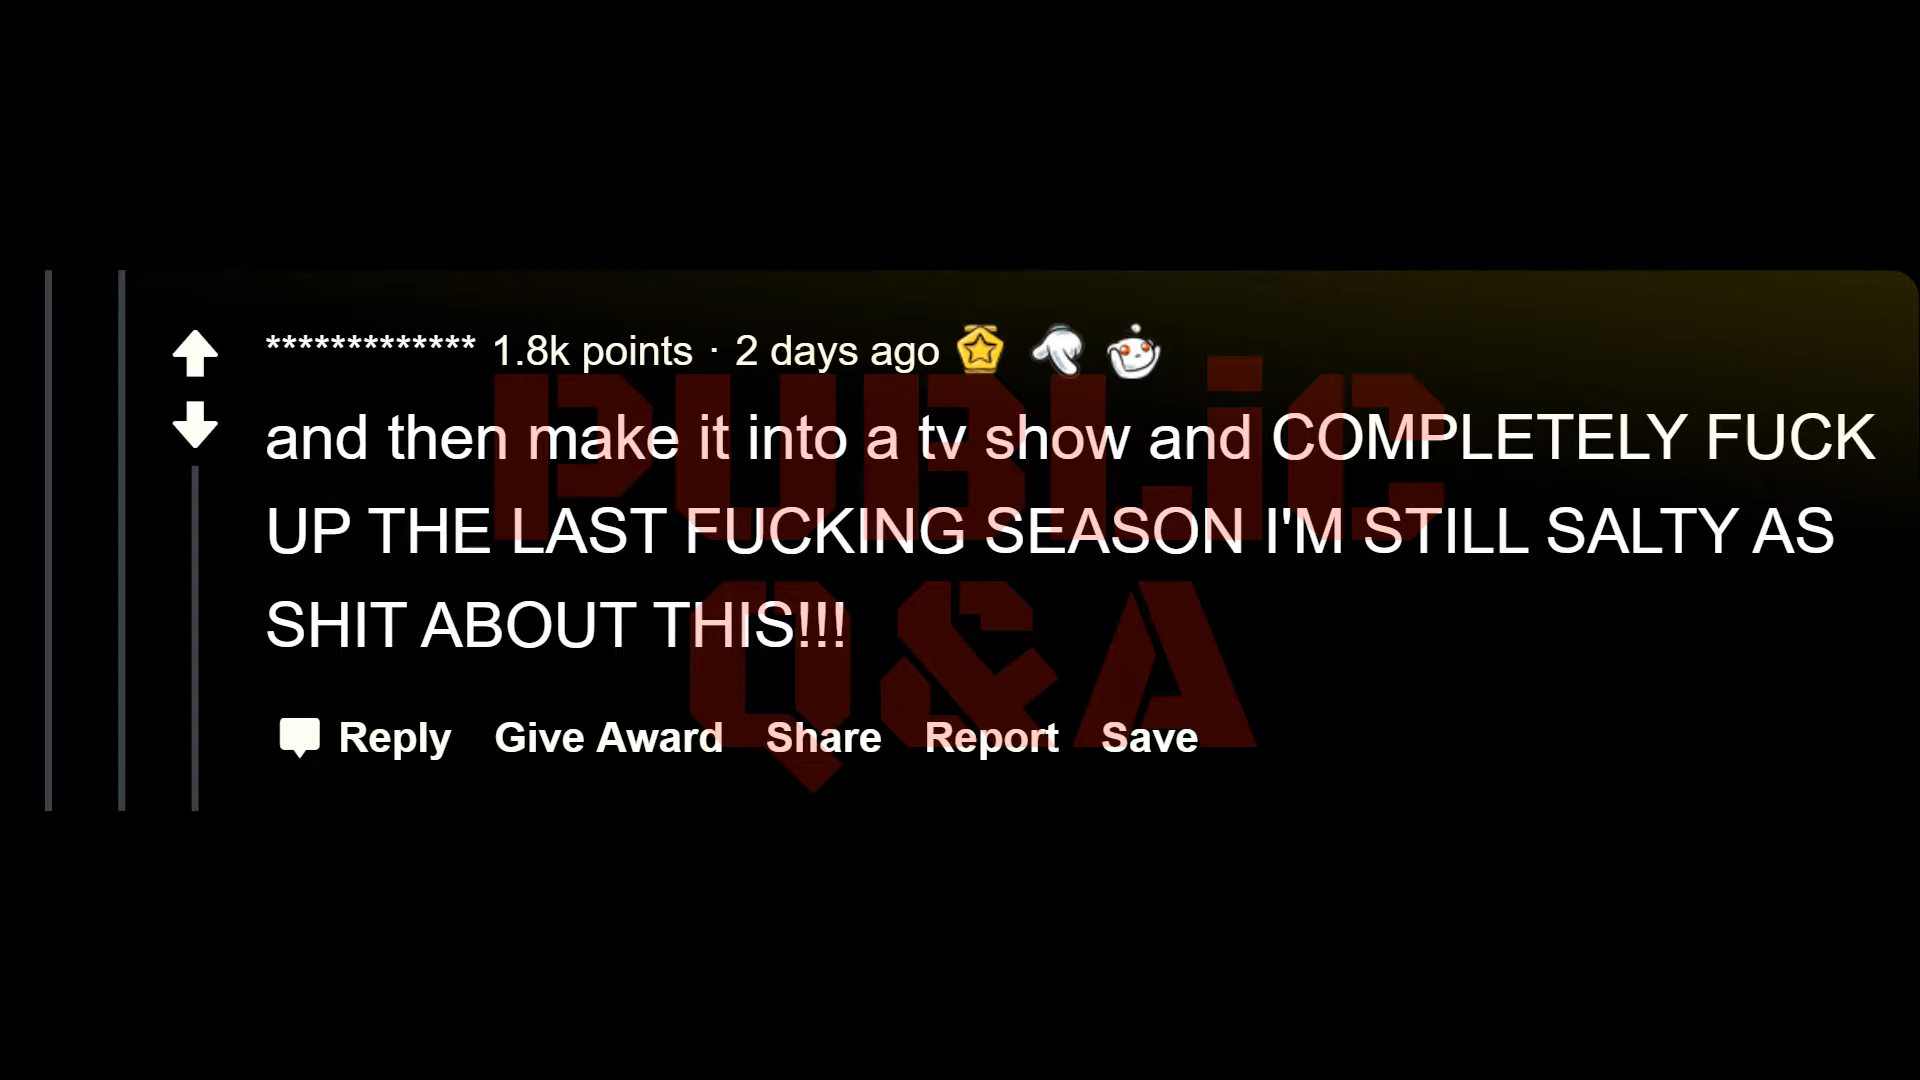 ************* 1.8k points · 2 days ago
and then make it into a tv show and COMPLETELY FUCK
UP THE LAST FUCKING SEASON I'M STILL SALTY AS
SHIT ABOUT THIS!!!
Reply Give Award Share Report Save
PUBLiC
Q&A